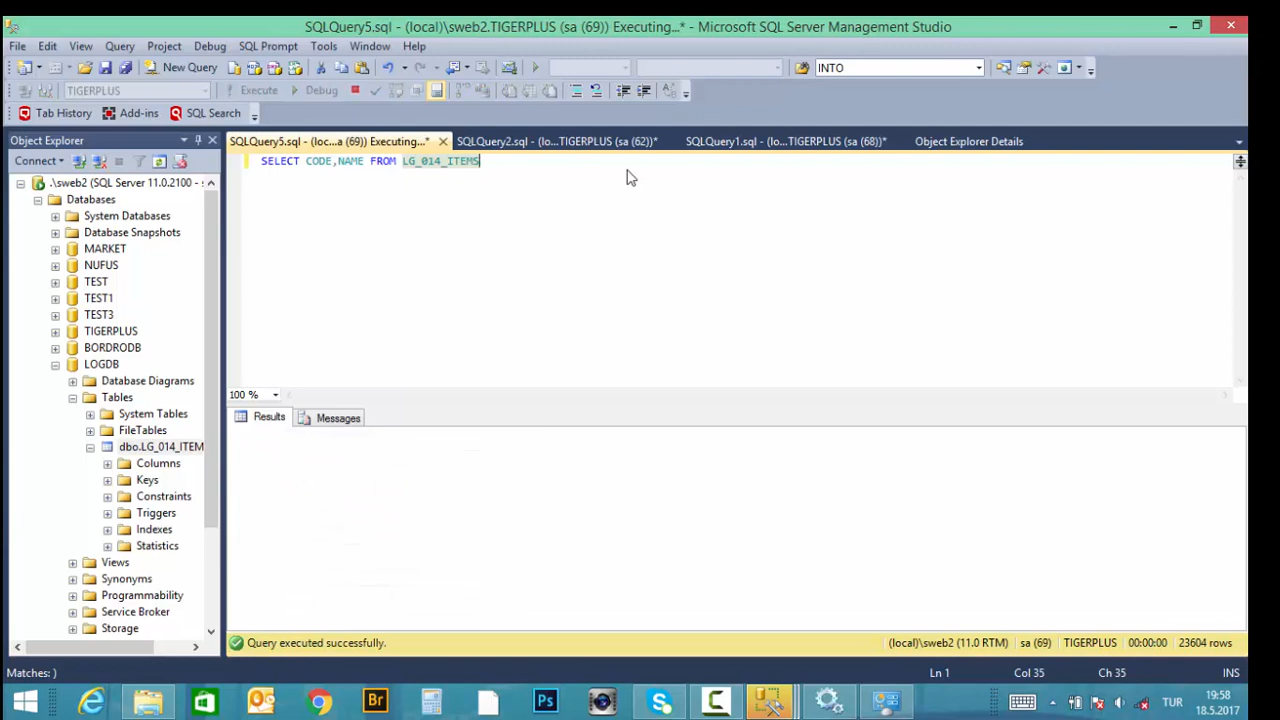 SQLQuery5.sql - (local)\sweb2.TIGERPLUS (sa (69)) Executing...* - Microsoft SQL Server Management Studio
File Edit View Query Project Debug SQL Prompt Tools Window Help
New Query INTO
TIGERPLUS Execute Debug
Tab History Add-ins SQL Search
Object Explorer
SQLQuery5.sql - (loc...a (69)) Executing...* SQLQuery2.sql - (lo...TIGERPLUS (sa (62))* SQLQuery1.sql - (loc...TIGERPLUS (sa (68))* Object Explorer Details
Connect
SELECT CODE,NAME FROM LG_014_ITEMS
.\sweb2 (SQL Server 11.0.2100 - s
Databases
System Databases
Database Snapshots
MARKET
NUFUS
TEST
TEST1
TEST3
TIGERPLUS
BORDRODB
LOGDB
Database Diagrams
Tables
System Tables
FileTables
dbo.LG_014_ITEM
Columns
Keys
Constraints
Triggers
Indexes
Statistics
Views
Synonyms
Programmability
Service Broker
Storage
100 %
Results Messages
Query executed successfully. (local)\sweb2 (11.0 RTM) sa (69) TIGERPLUS 00:00:00 23604 rows
Matches: ) Ln 1 Col 35 Ch 35 INS
Br Ps TUR 19:58
18.5.2017